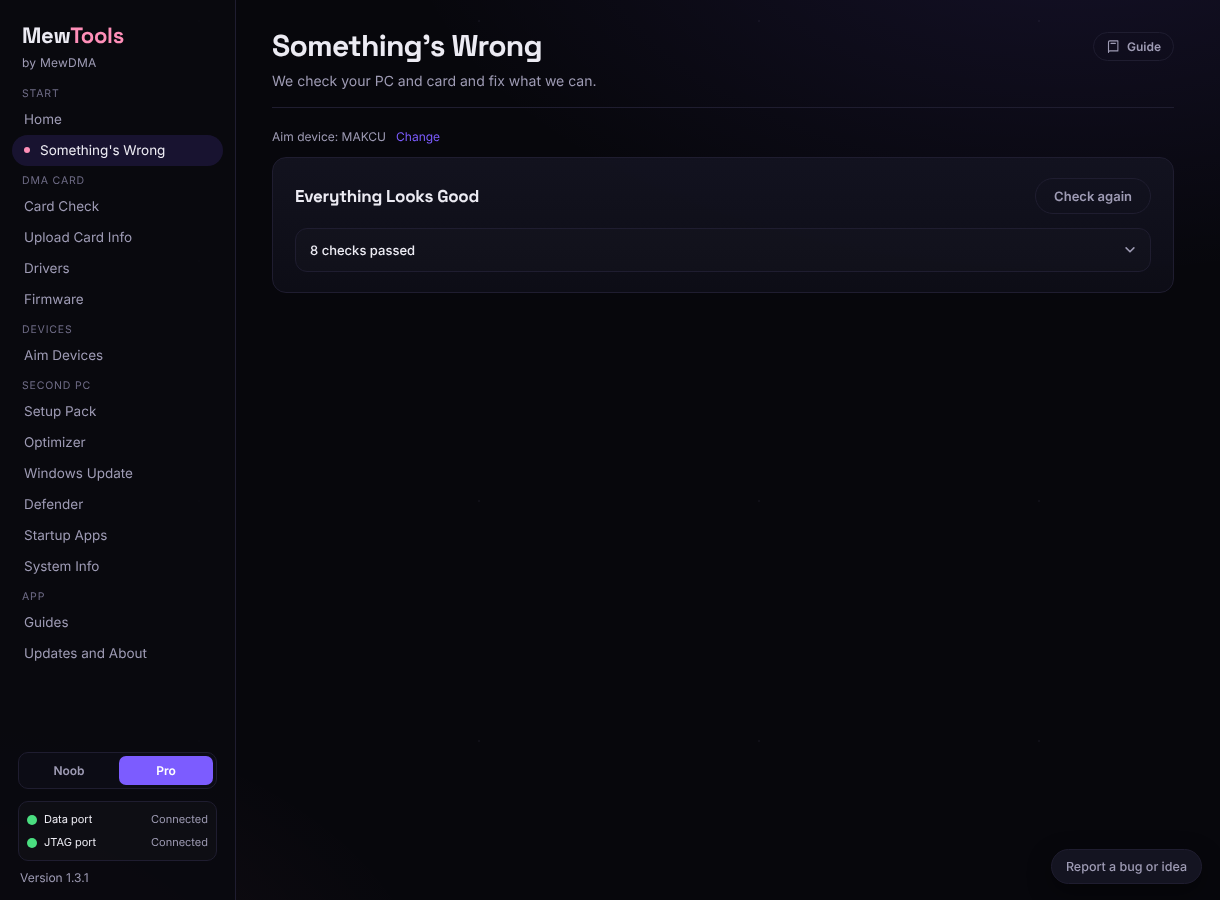 MewTools
by MewDMA
START
Home
Something's Wrong
DMA CARD
Card Check
Upload Card Info
Drivers
Firmware
DEVICES
Aim Devices
SECOND PC
Setup Pack
Optimizer
Windows Update
Defender
Startup Apps
System Info
APP
Guides
Updates and About
Noob
Pro
Data port Connected
JTAG port Connected
Version 1.3.1
Something's Wrong
Guide
We check your PC and card and fix what we can.
Aim device: MAKCU Change
Everything Looks Good
Check again
8 checks passed
Report a bug or idea